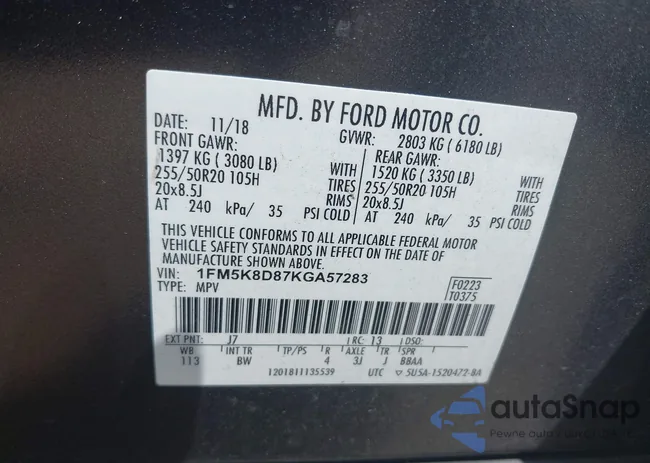 MFD. BY FORD MOTOR CO.
DATE: 11/18 GVWR: 2803 KG ( 6180 LB)
FRONT GAWR: REAR GAWR:
1397 KG ( 3080 LB) WITH 1520 KG ( 3350 LB) WITH
255/50R20 105H TIRES 255/50R20 105H TIRES
20x8.5J RIMS 20x8.5J RIMS
AT 240 kPa/ 35 PSI COLD AT 240 kPa/ 35 PSI COLD
THIS VEHICLE CONFORMS TO ALL APPLICABLE FEDERAL MOTOR
VEHICLE SAFETY STANDARDS IN EFFECT ON THE DATE OF
MANUFACTURE SHOWN ABOVE.
VIN: 1FM5K8D87KGA57283 F0223
TYPE: MPV T0375
EXT PNT: J7 RC: 13 DSO:
WB INT TR TP/PS R AXLE TR SPR
113 BW 4 3J J BBAA
1201811135539 UTC 5USA-1520472-BA
autoSnap
Pewne auto z USA